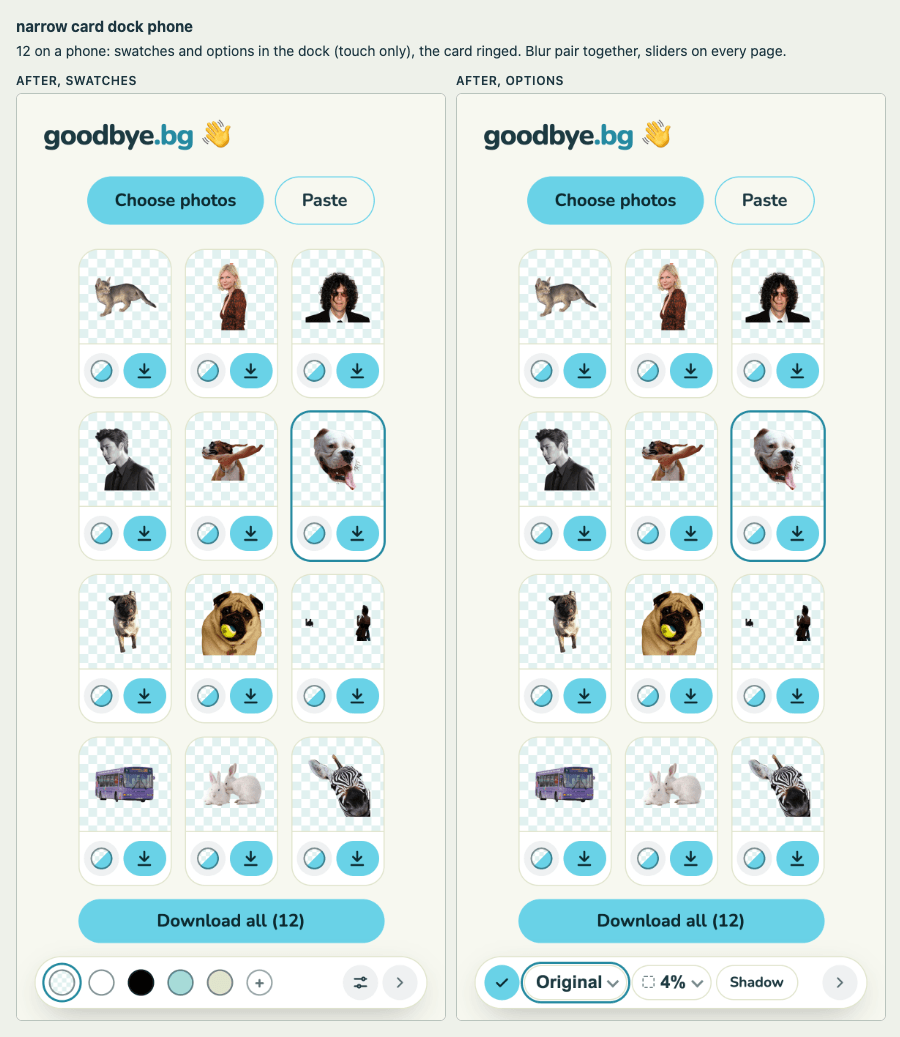 narrow card dock phone
12 on a phone: swatches and options in the dock (touch only), the card ringed. Blur pair together, sliders on every page.
AFTER, SWATCHES
AFTER, OPTIONS
goodbye.bg 👋
goodbye.bg 👋
Choose photos
Paste
Choose photos
Paste
Download all (12)
Download all (12)
Original
4%
Shadow